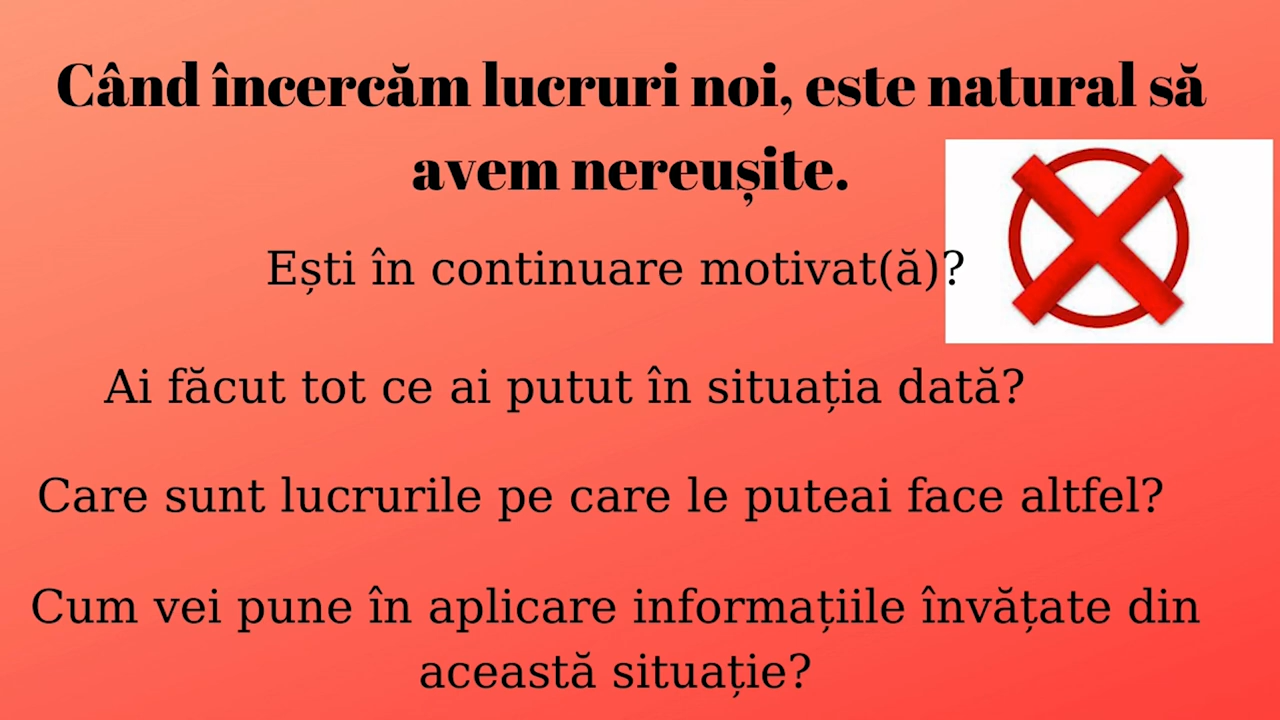 Când încercăm lucruri noi, este natural să
avem nereușite.
Ești în continuare motivat(ă)?
Ai făcut tot ce ai putut în situația dată?
Care sunt lucrurile pe care le puteai face altfel?
Cum vei pune în aplicare informațiile învățate din
această situație?